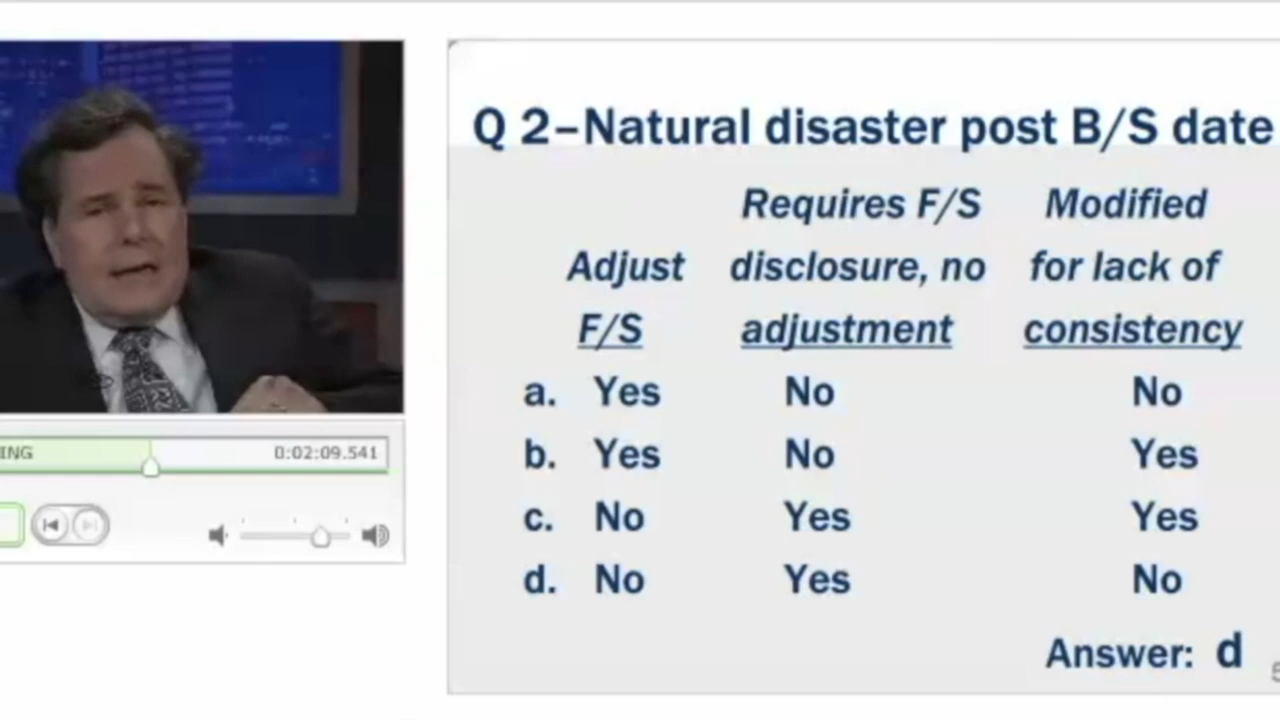 Q 2–Natural disaster post B/S date
Requires F/S Modified
Adjust disclosure, no for lack of
F/S adjustment consistency
a. Yes No No
b. Yes No Yes
c. No Yes Yes
d. No Yes No
Answer: d
ING 0:02:09.541